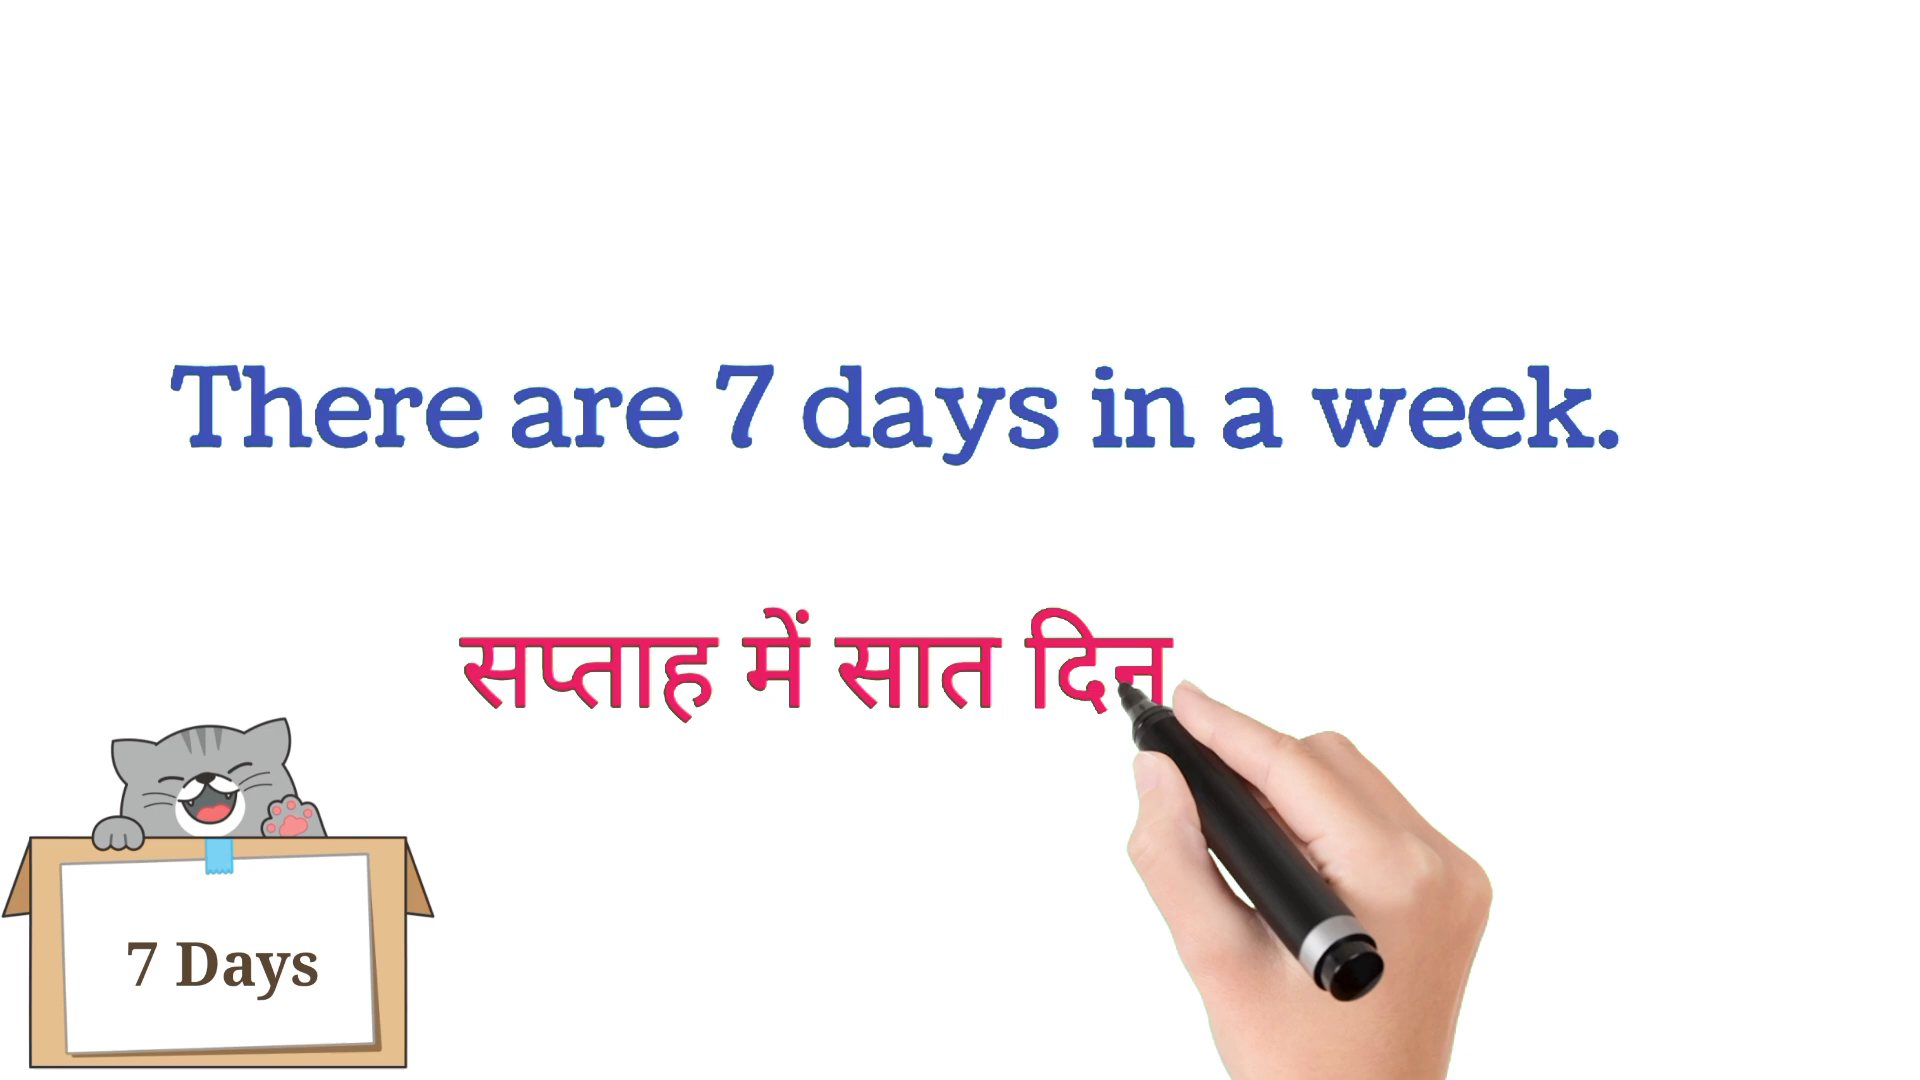 There are 7 days in a week.
सप्ताह में सात दिन
7 Days